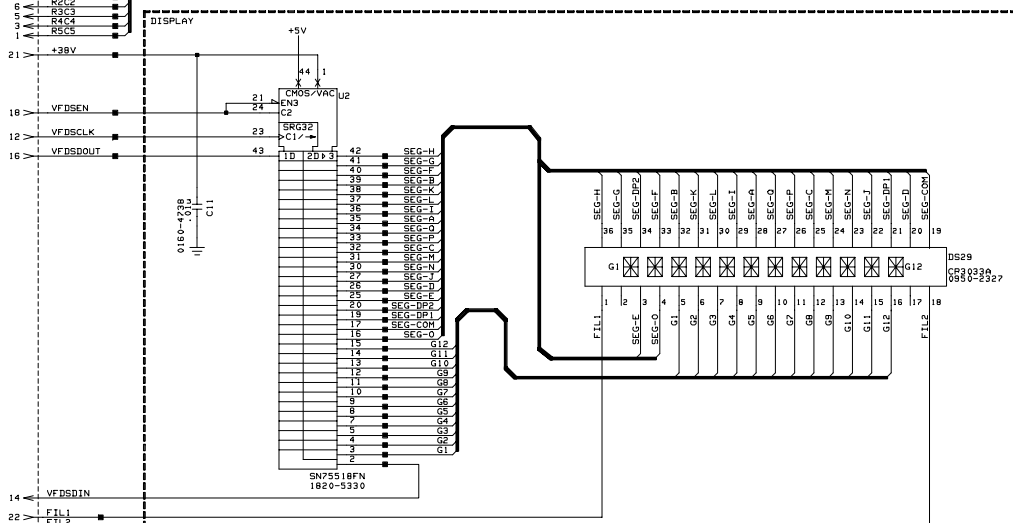 6 R2C2
5 R3C3
3 R4C4
1 R5C5
DISPLAY
21 +38V
+5V
44 1
CMOS/VAC U2
21 EN3
18 VFDSEN 24 C2
SRG32
12 VFDSCLK 23 C1/
16 VFDSDOUT 43 1D 2D 3
42 SEG-H
41 SEG-G
40 SEG-F
39 SEG-B
38 SEG-K
37 SEG-L
36 SEG-I
35 SEG-A
34 SEG-Q
33 SEG-P
32 SEG-C
31 SEG-M
30 SEG-N
27 SEG-J
26 SEG-D
25 SEG-E
20 SEG-DP2
19 SEG-DP1
17 SEG-COM
16 SEG-O
15 G12
14 G11
13 G10
12 G9
11 G8
10 G7
9 G6
8 G5
7 G4
5 G3
4 G2
3 G1
2
SN75518FN
1820-5330
0160-4738
.01u
C11
SEG-H SEG-G SEG-DP2 SEG-F SEG-B SEG-K SEG-L SEG-I SEG-A SEG-Q SEG-P SEG-C SEG-M SEG-N SEG-J SEG-DP1 SEG-D SEG-COM
36 35 34 33 32 31 30 29 28 27 26 25 24 23 22 21 20 19
G1 G12
DS29
CP3033A
0950-2327
1 2 3 4 5 6 7 8 9 10 11 12 13 14 15 16 17 18
FIL1 SEG-E SEG-O G1 G2 G3 G4 G5 G6 G7 G8 G9 G10 G11 G12 FIL2
14 VFDSDIN
22 FIL1
FIL2